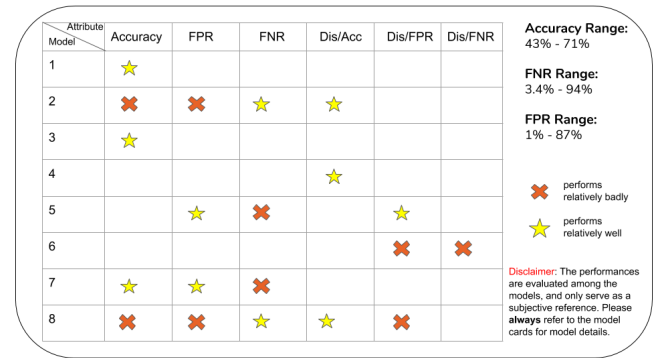 Attribute
Model
Accuracy FPR FNR Dis/Acc Dis/FPR Dis/FNR
1
2
3
4
5
6
7
8
Accuracy Range:
43% - 71%
FNR Range:
3.4% - 94%
FPR Range:
1% - 87%
performs
relatively badly
performs
relatively well
Disclaimer: The performances
are evaluated among the
models, and only serve as a
subjective reference. Please
always refer to the model
cards for model details.